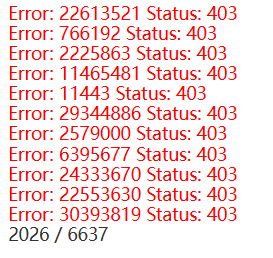 Error: 22613521 Status: 403
Error: 766192 Status: 403
Error: 2225863 Status: 403
Error: 11465481 Status: 403
Error: 11443 Status: 403
Error: 29344886 Status: 403
Error: 2579000 Status: 403
Error: 6395677 Status: 403
Error: 24333670 Status: 403
Error: 22553630 Status: 403
Error: 30393819 Status: 403
2026 / 6637